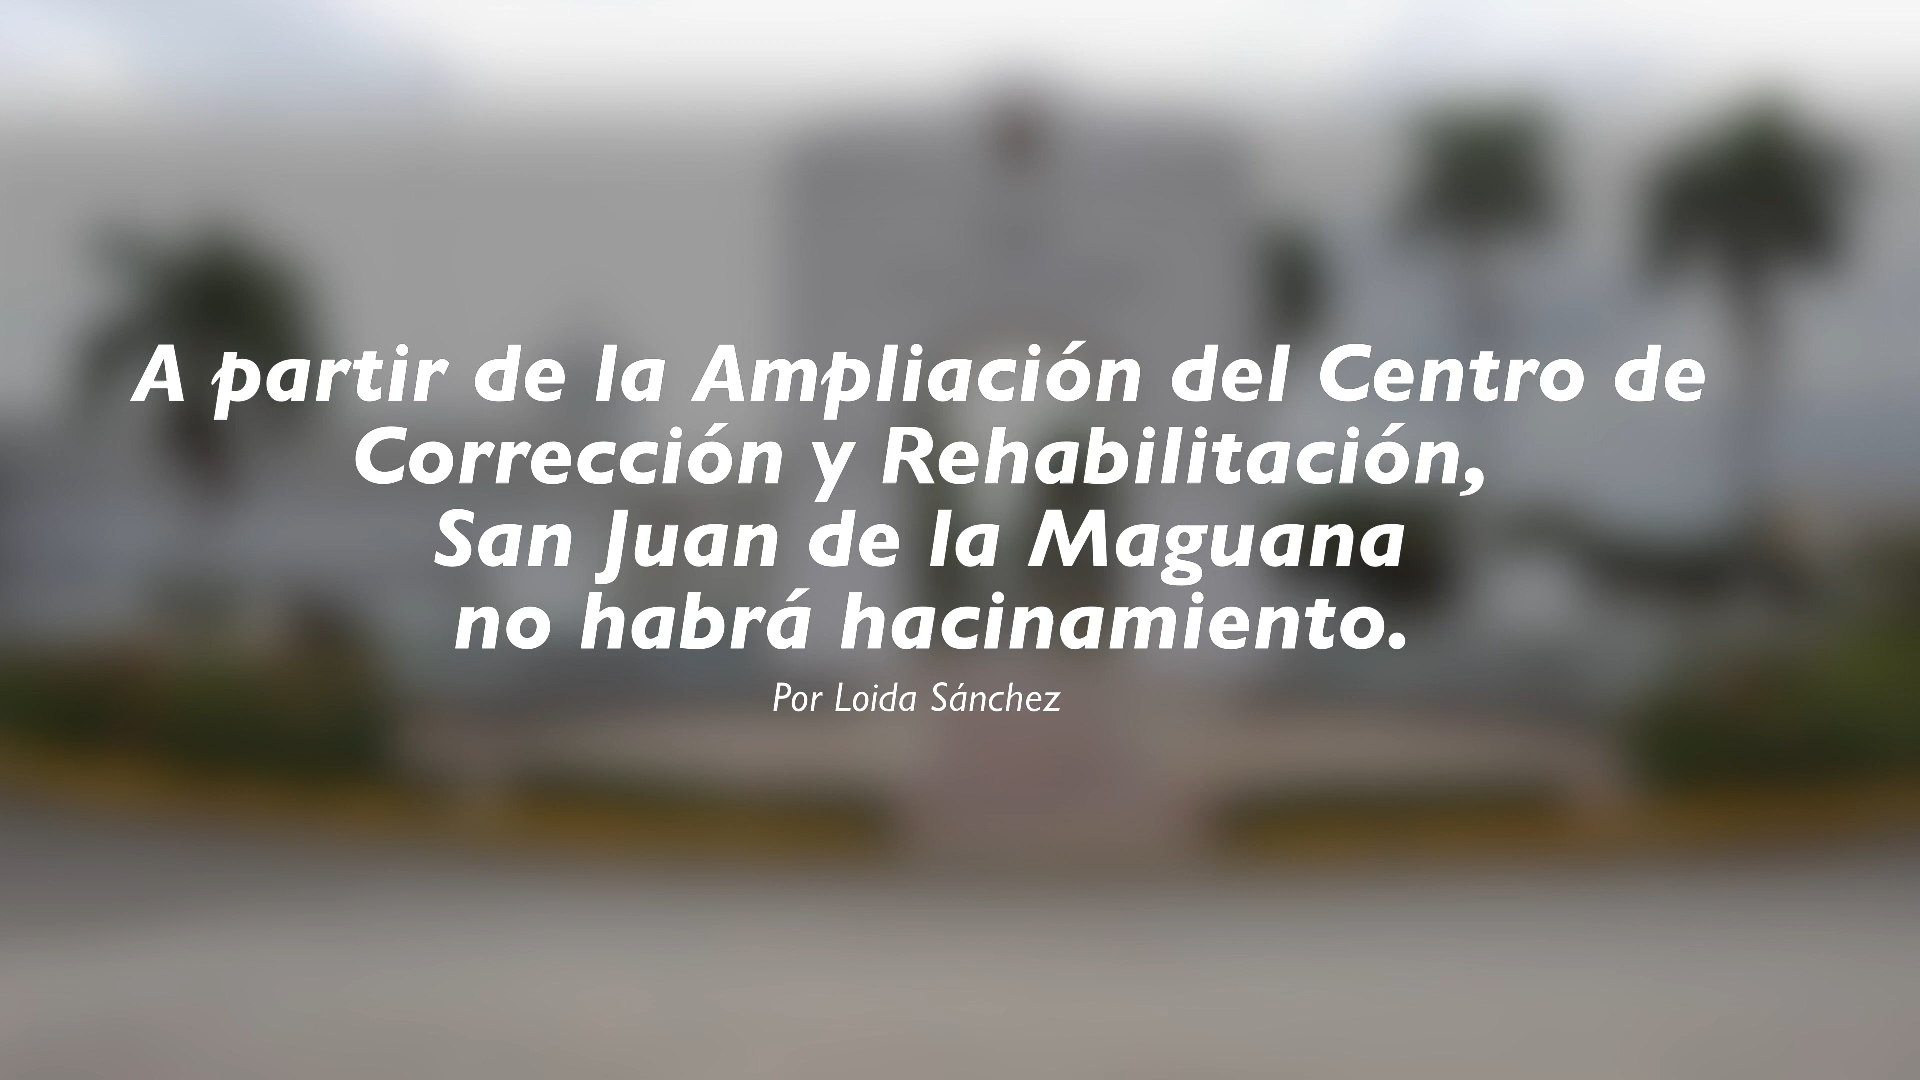 A partir de la Ampliación del Centro de
Corrección y Rehabilitación,
San Juan de la Maguana
no habrá hacinamiento.
Por Loida Sánchez